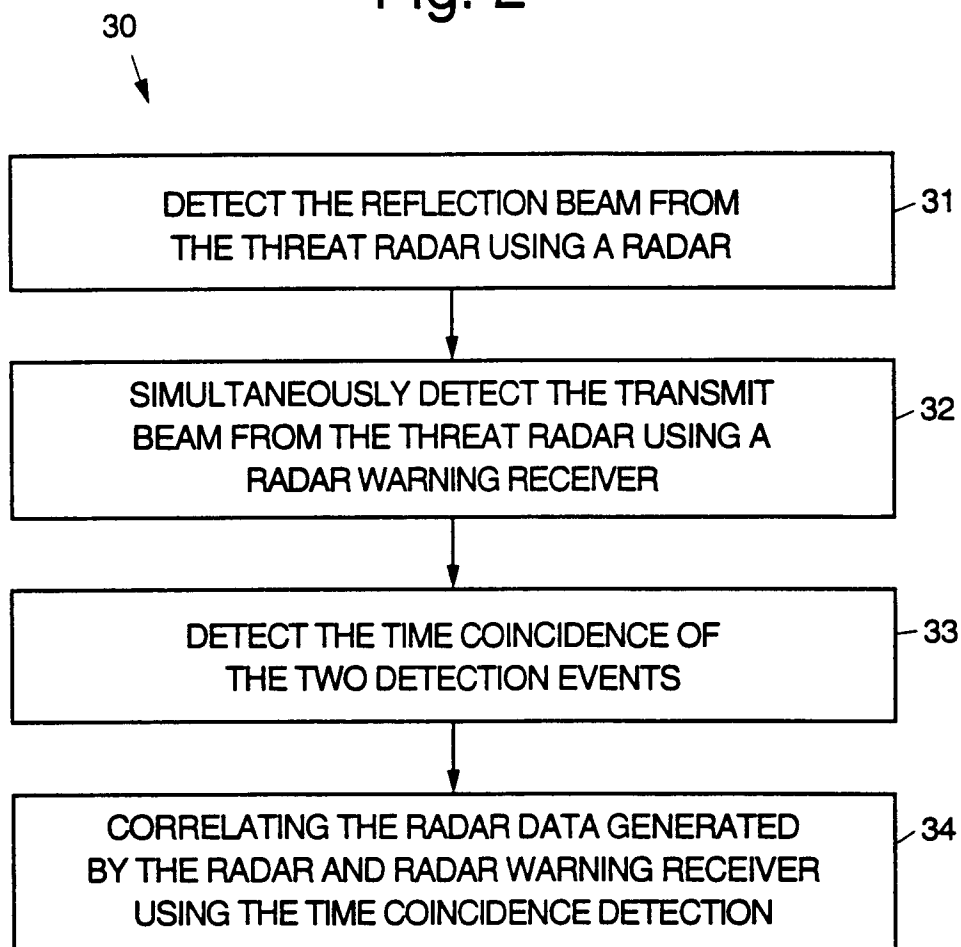 Fig. 2
30
DETECT THE REFLECTION BEAM FROM
THE THREAT RADAR USING A RADAR
31
SIMULTANEOUSLY DETECT THE TRANSMIT
BEAM FROM THE THREAT RADAR USING A
RADAR WARNING RECEIVER
32
DETECT THE TIME COINCIDENCE OF
THE TWO DETECTION EVENTS
33
CORRELATING THE RADAR DATA GENERATED
BY THE RADAR AND RADAR WARNING RECEIVER
USING THE TIME COINCIDENCE DETECTION
34